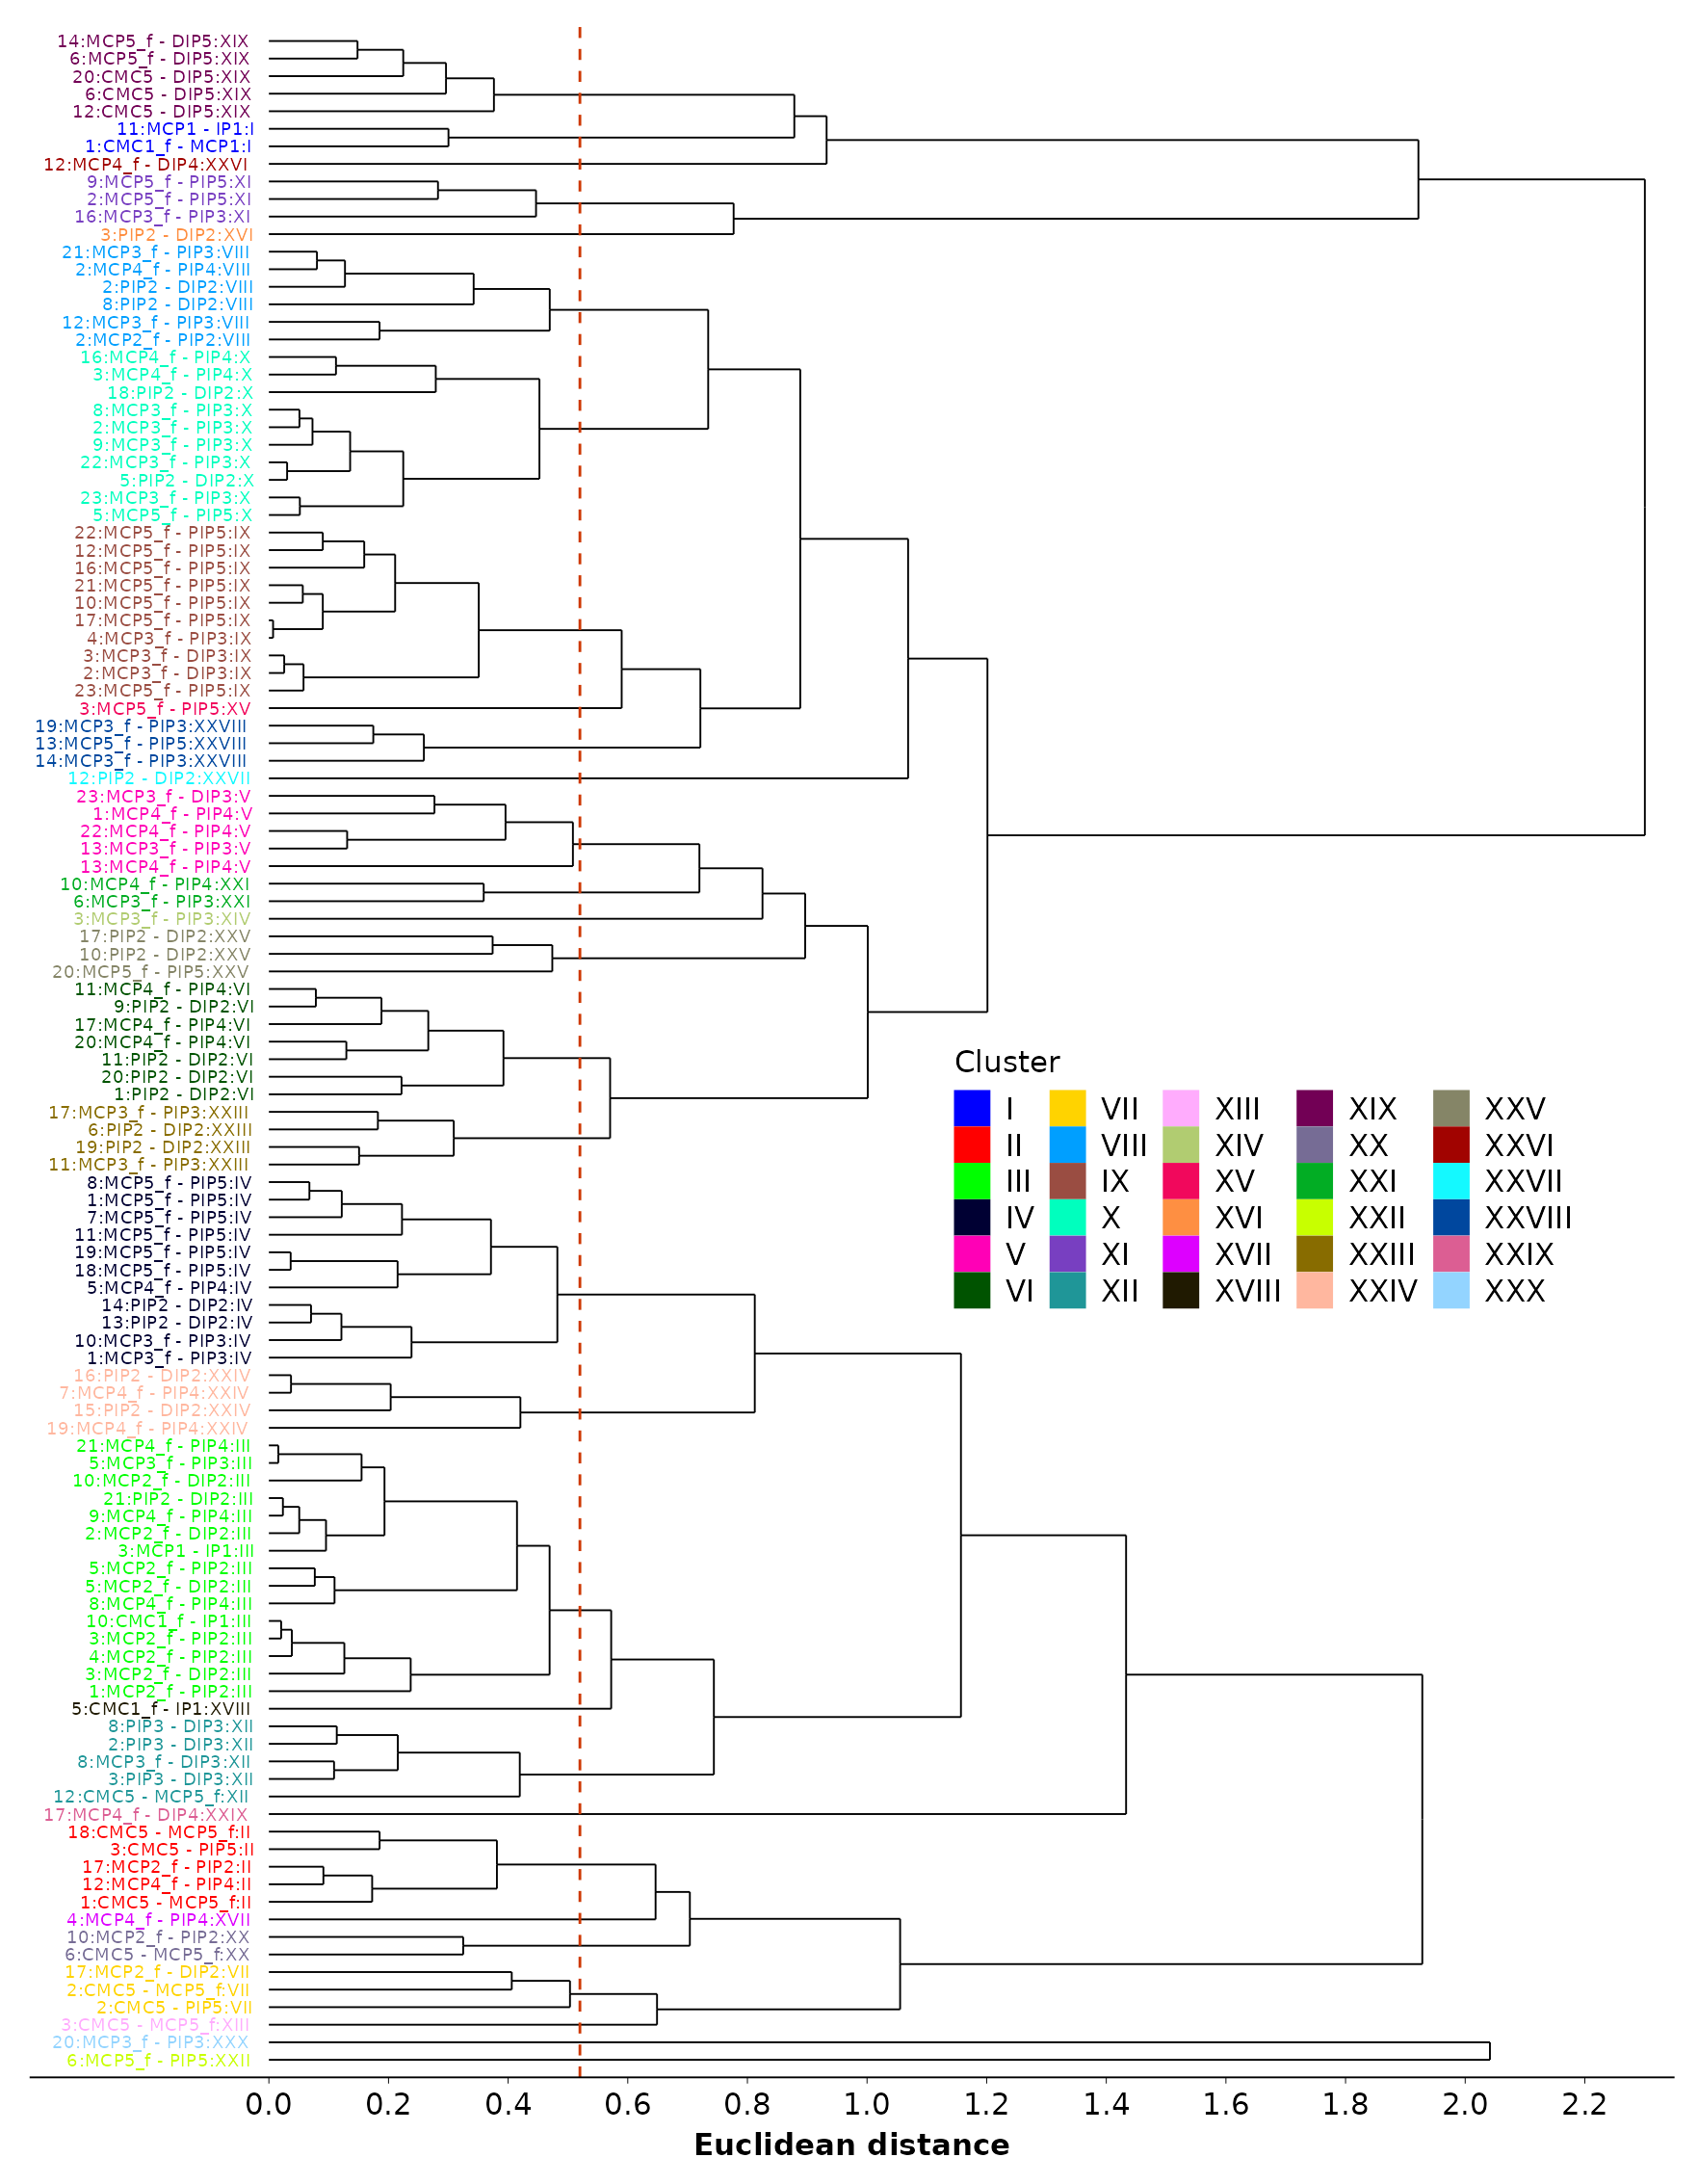 14:MCP5_f - DIP5:XIX
6:MCP5_f - DIP5:XIX
20:CMC5 - DIP5:XIX
6:CMC5 - DIP5:XIX
12:CMC5 - DIP5:XIX
11:MCP1 - IP1:I
1:CMC1_f - MCP1:I
12:MCP4_f - DIP4:XXVI
9:MCP5_f - PIP5:XI
2:MCP5_f - PIP5:XI
16:MCP3_f - PIP3:XI
3:PIP2 - DIP2:XVI
21:MCP3_f - PIP3:VIII
2:MCP4_f - PIP4:VIII
2:PIP2 - DIP2:VIII
8:PIP2 - DIP2:VIII
12:MCP3_f - PIP3:VIII
2:MCP2_f - PIP2:VIII
16:MCP4_f - PIP4:X
3:MCP4_f - PIP4:X
18:PIP2 - DIP2:X
8:MCP3_f - PIP3:X
2:MCP3_f - PIP3:X
9:MCP3_f - PIP3:X
22:MCP3_f - PIP3:X
5:PIP2 - DIP2:X
23:MCP3_f - PIP3:X
5:MCP5_f - PIP5:X
22:MCP5_f - PIP5:IX
12:MCP5_f - PIP5:IX
16:MCP5_f - PIP5:IX
21:MCP5_f - PIP5:IX
10:MCP5_f - PIP5:IX
17:MCP5_f - PIP5:IX
4:MCP3_f - PIP3:IX
3:MCP3_f - DIP3:IX
2:MCP3_f - DIP3:IX
23:MCP5_f - PIP5:IX
3:MCP5_f - PIP5:XV
19:MCP3_f - PIP3:XXVIII
13:MCP5_f - PIP5:XXVIII
14:MCP3_f - PIP3:XXVIII
12:PIP2 - DIP2:XXVII
23:MCP3_f - DIP3:V
1:MCP4_f - PIP4:V
22:MCP4_f - PIP4:V
13:MCP3_f - PIP3:V
13:MCP4_f - PIP4:V
10:MCP4_f - PIP4:XXI
6:MCP3_f - PIP3:XXI
3:MCP3_f - PIP3:XIV
17:PIP2 - DIP2:XXV
10:PIP2 - DIP2:XXV
20:MCP5_f - PIP5:XXV
11:MCP4_f - PIP4:VI
9:PIP2 - DIP2:VI
17:MCP4_f - PIP4:VI
20:MCP4_f - PIP4:VI
11:PIP2 - DIP2:VI
20:PIP2 - DIP2:VI
1:PIP2 - DIP2:VI
17:MCP3_f - PIP3:XXIII
6:PIP2 - DIP2:XXIII
19:PIP2 - DIP2:XXIII
11:MCP3_f - PIP3:XXIII
8:MCP5_f - PIP5:IV
1:MCP5_f - PIP5:IV
7:MCP5_f - PIP5:IV
11:MCP5_f - PIP5:IV
19:MCP5_f - PIP5:IV
18:MCP5_f - PIP5:IV
5:MCP4_f - PIP4:IV
14:PIP2 - DIP2:IV
13:PIP2 - DIP2:IV
10:MCP3_f - PIP3:IV
1:MCP3_f - PIP3:IV
16:PIP2 - DIP2:XXIV
7:MCP4_f - PIP4:XXIV
15:PIP2 - DIP2:XXIV
19:MCP4_f - PIP4:XXIV
21:MCP4_f - PIP4:III
5:MCP3_f - PIP3:III
10:MCP2_f - DIP2:III
21:PIP2 - DIP2:III
9:MCP4_f - PIP4:III
2:MCP2_f - DIP2:III
3:MCP1 - IP1:III
5:MCP2_f - PIP2:III
5:MCP2_f - DIP2:III
8:MCP4_f - PIP4:III
10:CMC1_f - IP1:III
3:MCP2_f - PIP2:III
4:MCP2_f - PIP2:III
3:MCP2_f - DIP2:III
1:MCP2_f - PIP2:III
5:CMC1_f - IP1:XVIII
8:PIP3 - DIP3:XII
2:PIP3 - DIP3:XII
8:MCP3_f - DIP3:XII
3:PIP3 - DIP3:XII
12:CMC5 - MCP5_f:XII
17:MCP4_f - DIP4:XXIX
18:CMC5 - MCP5_f:II
3:CMC5 - PIP5:II
17:MCP2_f - PIP2:II
12:MCP4_f - PIP4:II
1:CMC5 - MCP5_f:II
4:MCP4_f - PIP4:XVII
10:MCP2_f - PIP2:XX
6:CMC5 - MCP5_f:XX
17:MCP2_f - DIP2:VII
2:CMC5 - MCP5_f:VII
2:CMC5 - PIP5:VII
3:CMC5 - MCP5_f:XIII
20:MCP3_f - PIP3:XXX
6:MCP5_f - PIP5:XXII
Cluster
I VII XIII XIX XXV
II VIII XIV XX XXVI
III IX XV XXI XXVII
IV X XVI XXII XXVIII
V XI XVII XXIII XXIX
VI XII XVIII XXIV XXX
0.0 0.2 0.4 0.6 0.8 1.0 1.2 1.4 1.6 1.8 2.0 2.2
Euclidean distance